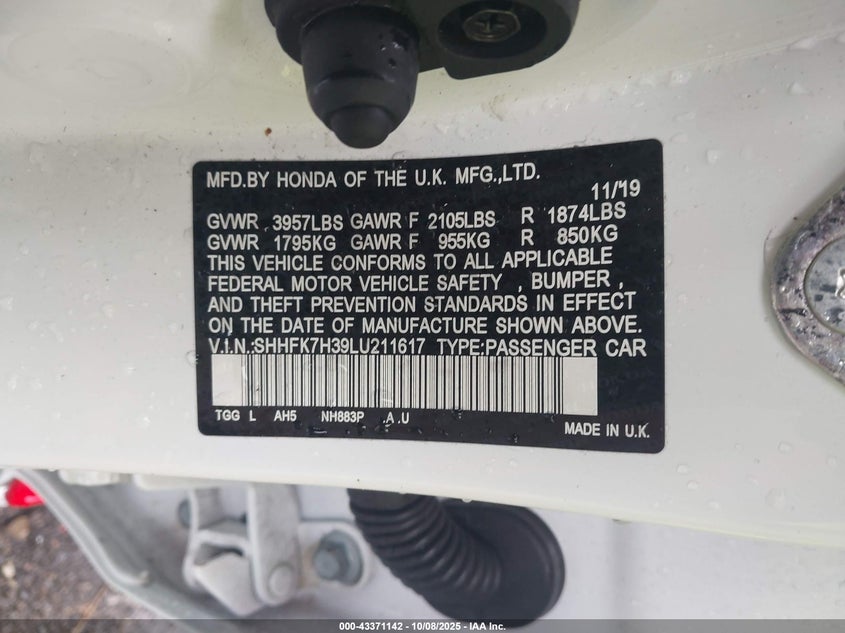 MFD.BY HONDA OF THE U.K. MFG.,LTD.
11/19
GVWR 3957LBS GAWR F 2105LBS R 1874LBS
GVWR 1795KG GAWR F 955KG R 850KG
THIS VEHICLE CONFORMS TO ALL APPLICABLE
FEDERAL MOTOR VEHICLE SAFETY , BUMPER ,
AND THEFT PREVENTION STANDARDS IN EFFECT
ON THE DATE OF MANUFACTURE SHOWN ABOVE.
V.I.N.:SHHFK7H39LU211617 TYPE:PASSENGER CAR
TGG L AH5 NH883P .A .U
MADE IN U.K.
000-43371142 - 10/08/2025 - IAA Inc.